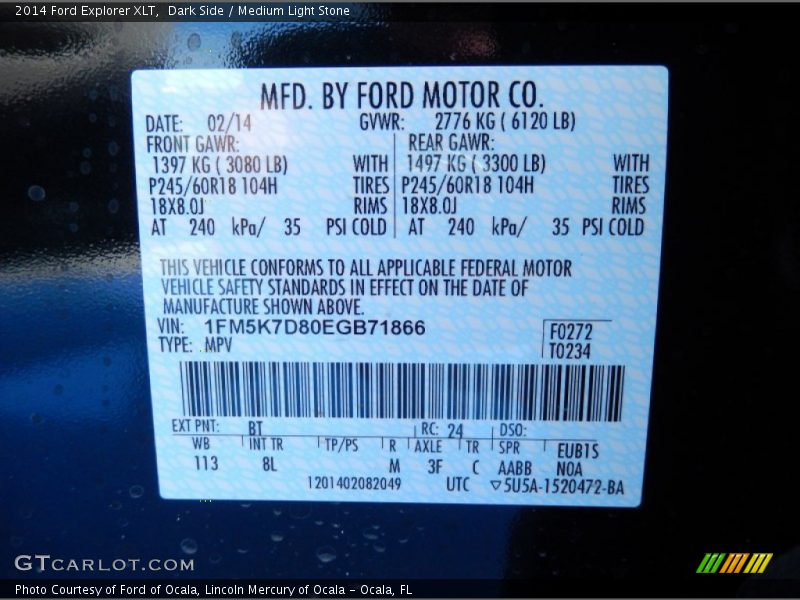 2014 Ford Explorer XLT, Dark Side / Medium Light Stone
MFD. BY FORD MOTOR CO.
DATE: 02/14 GVWR: 2776 KG ( 6120 LB)
FRONT GAWR: REAR GAWR:
1397 KG ( 3080 LB) WITH 1497 KG ( 3300 LB) WITH
P245/60R18 104H TIRES P245/60R18 104H TIRES
18X8.0J RIMS 18X8.0J RIMS
AT 240 kPa/ 35 PSI COLD AT 240 kPa/ 35 PSI COLD
THIS VEHICLE CONFORMS TO ALL APPLICABLE FEDERAL MOTOR
VEHICLE SAFETY STANDARDS IN EFFECT ON THE DATE OF
MANUFACTURE SHOWN ABOVE.
VIN: 1FM5K7D80EGB71866 F0272
TYPE: MPV T0234
EXT PNT: BT RC: 24 DSO:
WB INT TR TP/PS R AXLE TR SPR EUB1S
113 8L M 3F C AABB N0A
1201402082049 UTC ▽5U5A-1520472-BA
GTCARLOT.COM
Photo Courtesy of Ford of Ocala, Lincoln Mercury of Ocala – Ocala, FL